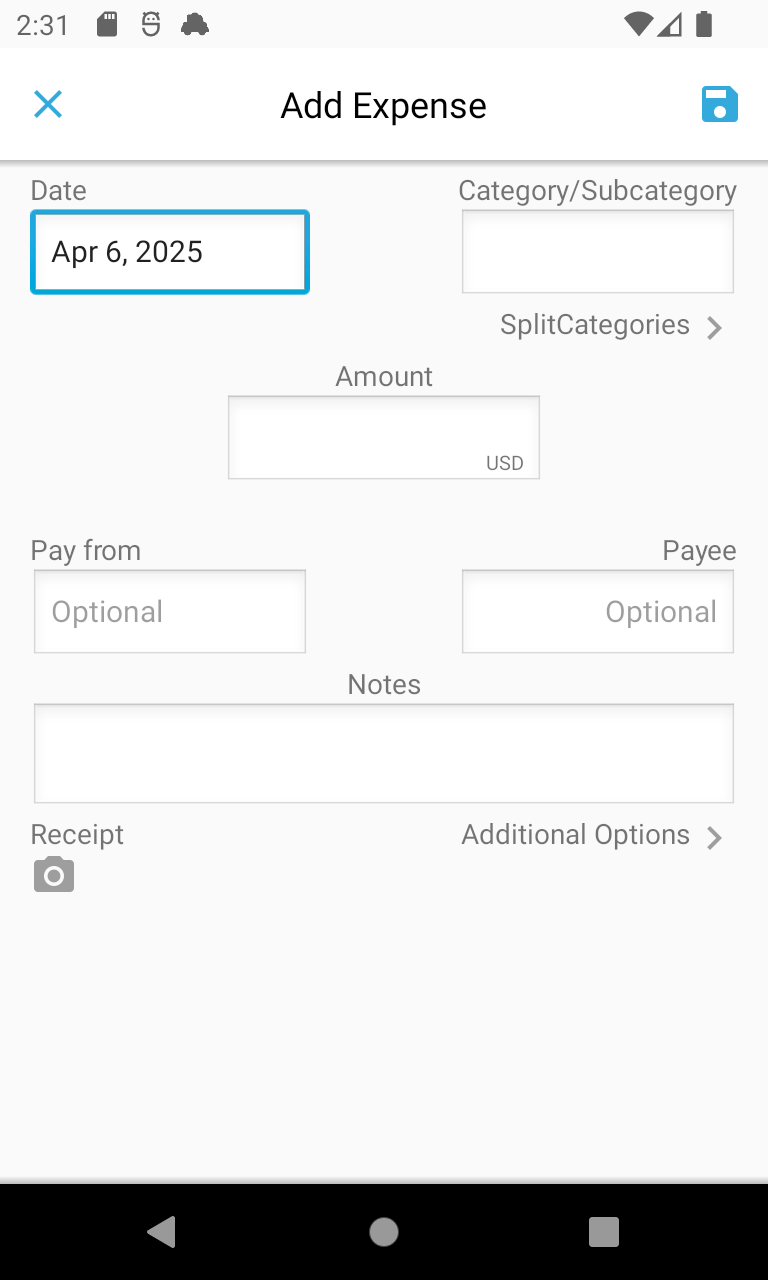 2:31
Add Expense
Date
Category/Subcategory
Apr 6, 2025
SplitCategories
Amount
USD
Pay from
Payee
Optional
Optional
Notes
Receipt
Additional Options